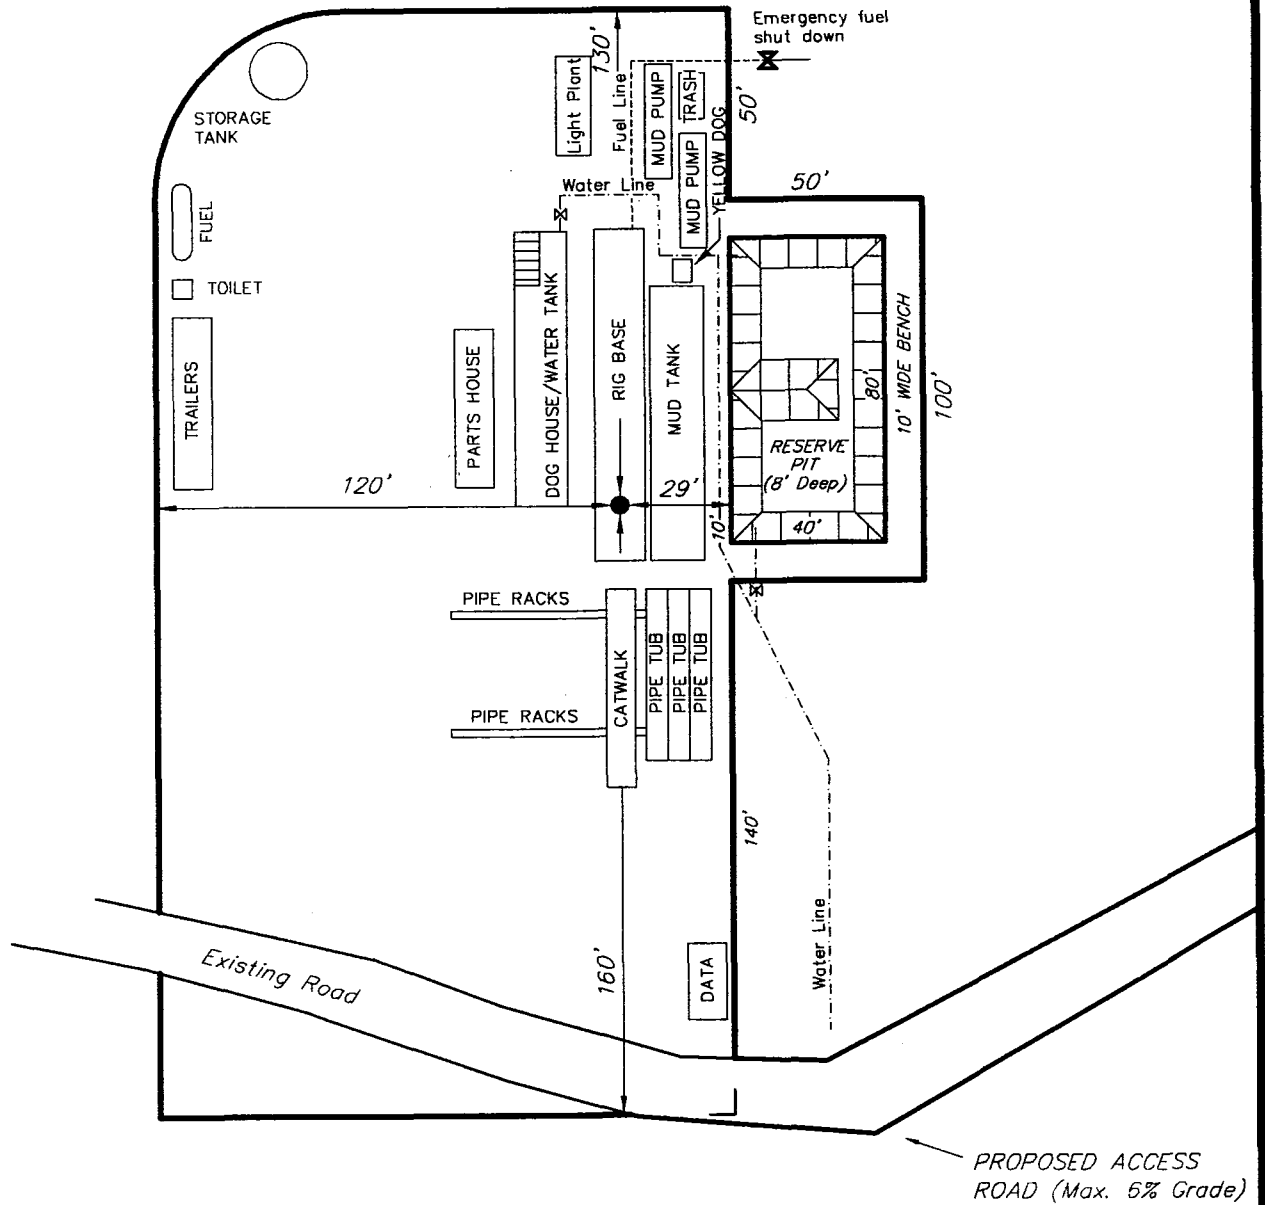 Emergency fuel
shut down
130'
50'
Light Plant
Fuel Line
MUD PUMP
TRASH
MUD PUMP
YELLOW DOG
STORAGE
TANK
Water Line
50'
FUEL
TOILET
TRAILERS
PARTS HOUSE
DOG HOUSE/WATER TANK
RIG BASE
MUD TANK
80'
10' WIDE BENCH
100'
RESERVE
PIT
(8' Deep)
120'
29'
10'
40'
PIPE RACKS
CATWALK
PIPE TUB
PIPE TUB
PIPE TUB
PIPE RACKS
140'
Water Line
Existing Road
160'
DATA
PROPOSED ACCESS
ROAD (Max. 6% Grade)